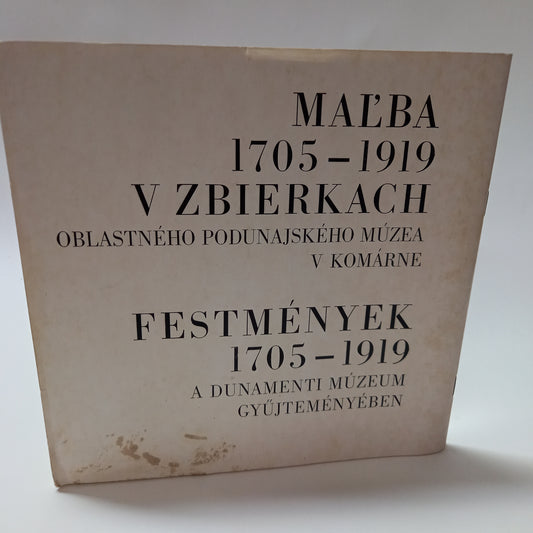 MAĽBA
1705–1919
V ZBIERKACH
OBLASTNÉHO PODUNAJSKÉHO MÚZEA
V KOMÁRNE
FESTMÉNYEK
1705–1919
A DUNAMENTI MÚZEUM
GYŰJTEMÉNYÉBEN